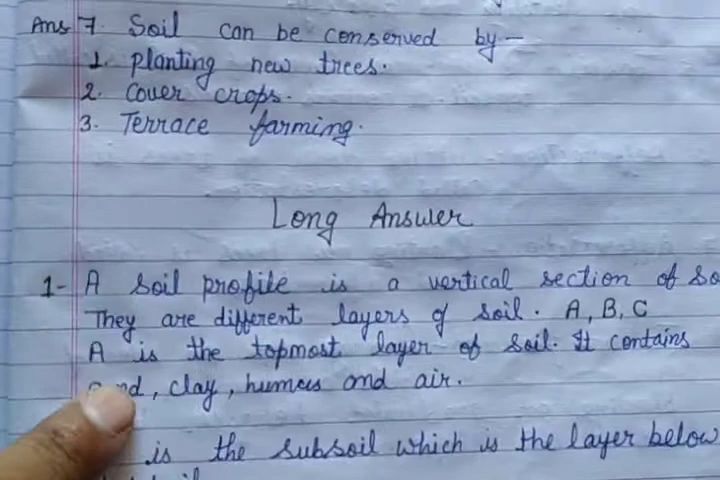 Ans 7. Soil can be conserved by-
1. Planting new trees.
2. Cover crops.
3. Terrace farming.
Long Answer
1- A soil profile is a vertical section of so
They are different layers of soil. A, B, C
A is the topmost layer of soil. It contains
clay, humus and air.
is the subsoil which is the layer below